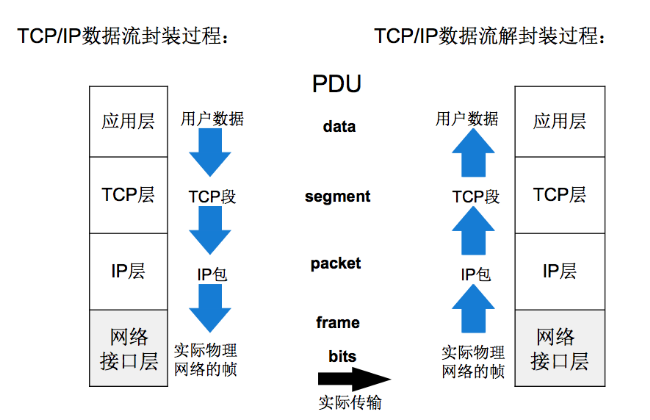 TCP/IP数据流封装过程：
TCP/IP数据流解封装过程：
PDU
应用层
用户数据
data
用户数据
应用层
TCP层
TCP段
segment
TCP段
TCP层
IP层
IP包
packet
IP包
IP层
frame
网络
接口层
实际物理
网络的帧
bits
实际物理
网络的帧
网络
接口层
实际传输